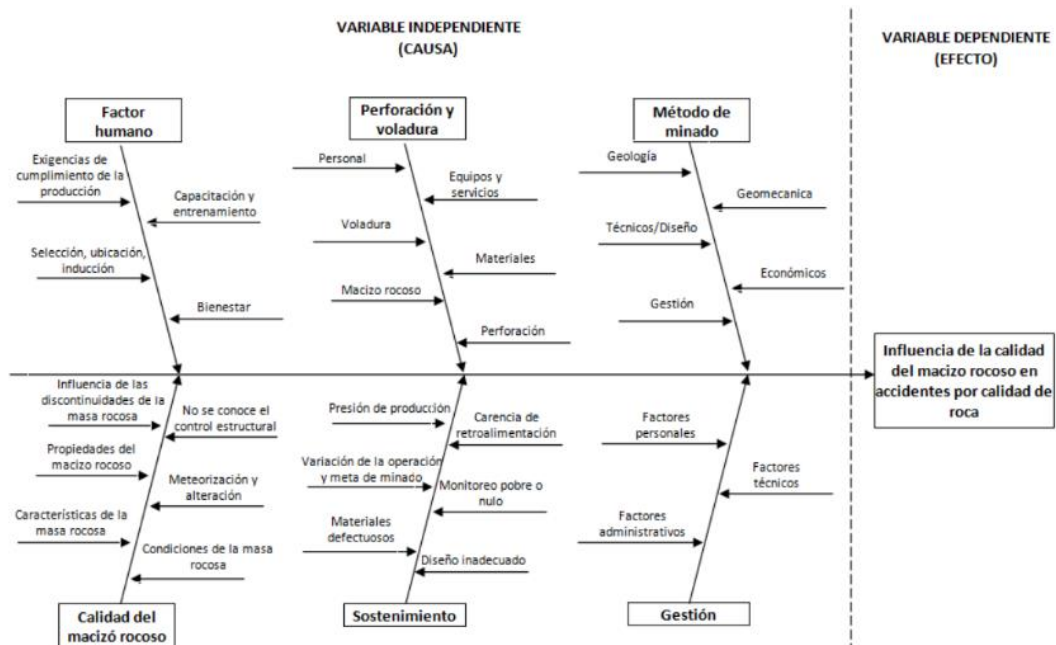 VARIABLE INDEPENDIENTE
(CAUSA)
VARIABLE DEPENDIENTE
(EFECTO)
Factor
humano
Exigencias de
cumplimiento de la
producción
Capacitación y
entrenamiento
Selección, ubicación,
inducción
Bienestar
Perforación y
voladura
Personal
Equipos y
servicios
Voladura
Materiales
Macizo rocoso
Perforación
Método de
minado
Geología
Geomecanica
Técnicos/Diseño
Económicos
Gestión
Influencia de la calidad
del macizo rocoso en
accidentes por calidad de
roca
Influencia de las
discontinuidades de la
masa rocosa
No se conoce el
control estructural
Propiedades del
macizo rocoso
Meteorización y
alteración
Características de la
masa rocosa
Condiciones de la masa
rocosa
Calidad del
macizó rocoso
Presión de producción
Carencia de
retroalimentación
Variación de la operación
y meta de minado
Monitoreo pobre o
nulo
Materiales
defectuosos
Diseño inadecuado
Sostenimiento
Factores
personales
Factores
técnicos
Factores
administrativos
Gestión